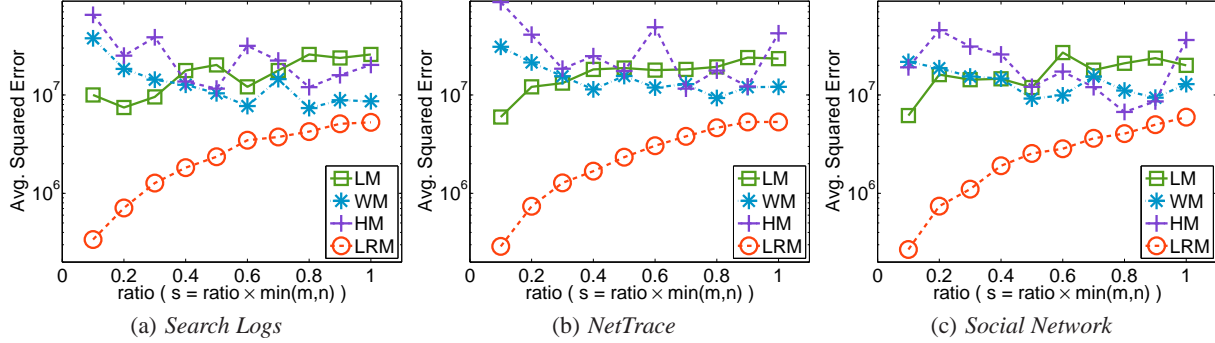 Avg. Squared Error
10^7
10^6
LM
WM
HM
LRM
0 0.2 0.4 0.6 0.8 1
ratio ( s = ratio × min(m,n) )
(a) Search Logs
Avg. Squared Error
10^7
10^6
LM
WM
HM
LRM
0 0.2 0.4 0.6 0.8 1
ratio ( s = ratio × min(m,n) )
(b) NetTrace
Avg. Squared Error
10^7
10^6
LM
WM
HM
LRM
0 0.2 0.4 0.6 0.8 1
ratio ( s = ratio × min(m,n) )
(c) Social Network